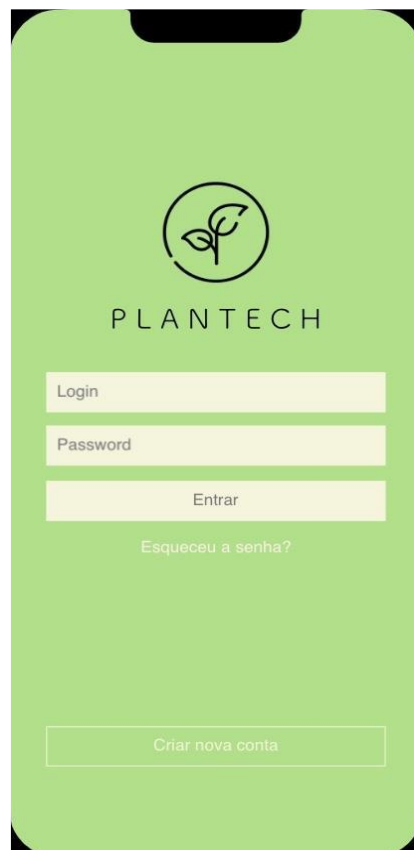 PLANTECH
Login
Password
Entrar
Esqueceu a senha?
Criar nova conta